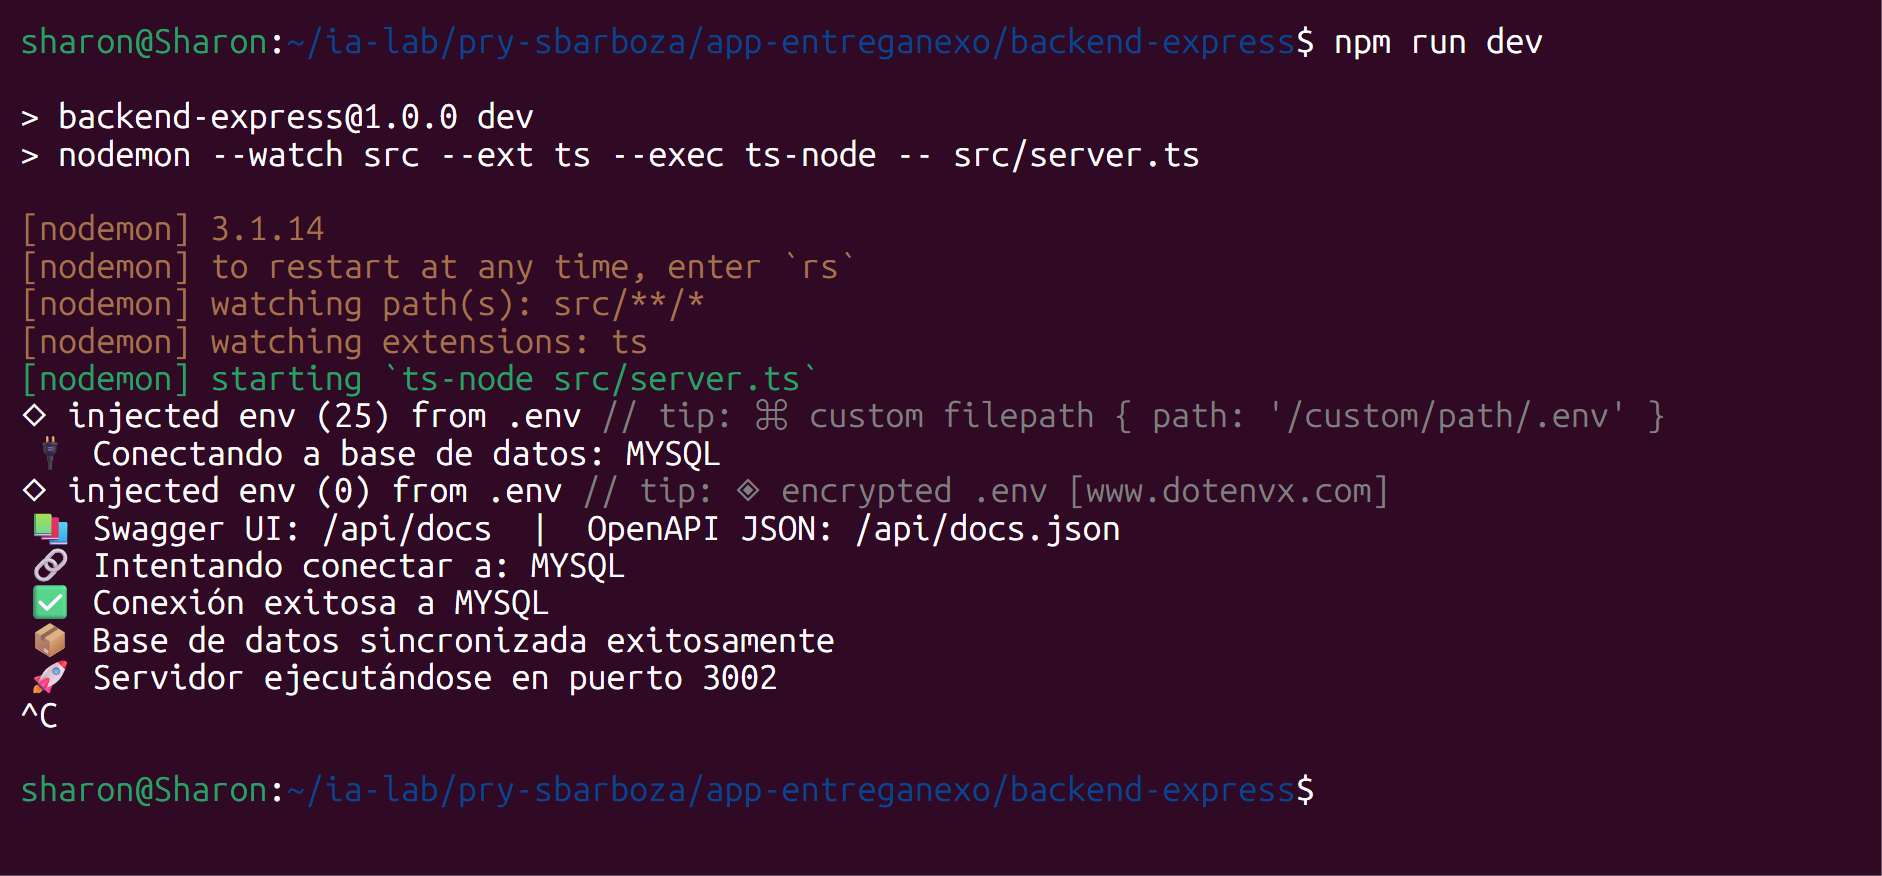 sharon@Sharon:~/ia-lab/pry-sbarboza/app-entreganexo/backend-express$ npm run dev
> backend-express@1.0.0 dev
> nodemon --watch src --ext ts --exec ts-node -- src/server.ts
[nodemon] 3.1.14
[nodemon] to restart at any time, enter `rs`
[nodemon] watching path(s): src/**/*
[nodemon] watching extensions: ts
[nodemon] starting `ts-node src/server.ts`
◇ injected env (25) from .env // tip: ⌘ custom filepath { path: '/custom/path/.env' }
🔌 Conectando a base de datos: MYSQL
◇ injected env (0) from .env // tip: ◈ encrypted .env [www.dotenvx.com]
📚 Swagger UI: /api/docs  |  OpenAPI JSON: /api/docs.json
🔗 Intentando conectar a: MYSQL
✅ Conexión exitosa a MYSQL
📦 Base de datos sincronizada exitosamente
🚀 Servidor ejecutándose en puerto 3002
^C
sharon@Sharon:~/ia-lab/pry-sbarboza/app-entreganexo/backend-express$